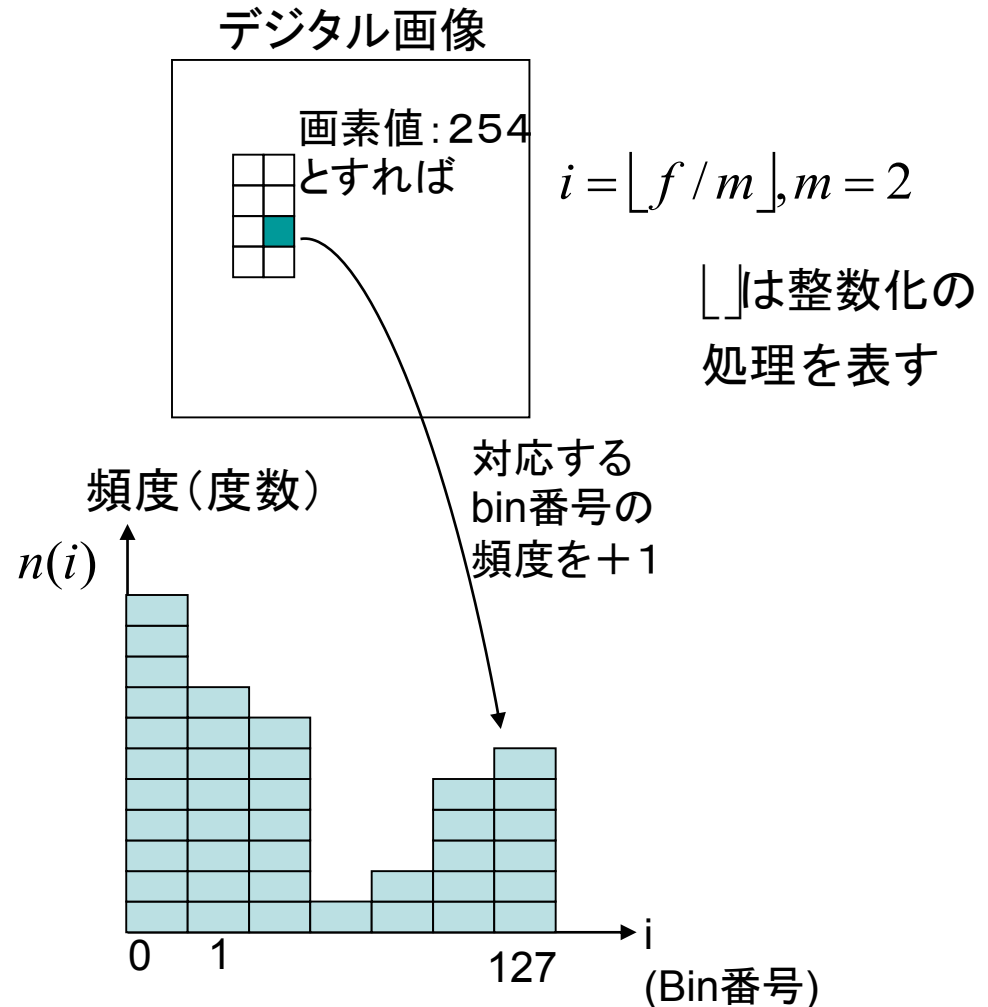 デジタル画像
画素値:254
とすれば
i = ⌊ f / m ⌋, m = 2
⌊ ⌋は整数化の
処理を表す
対応する
bin番号の
頻度を+1
頻度(度数)
n(i)
0 1 127
i
(Bin番号)